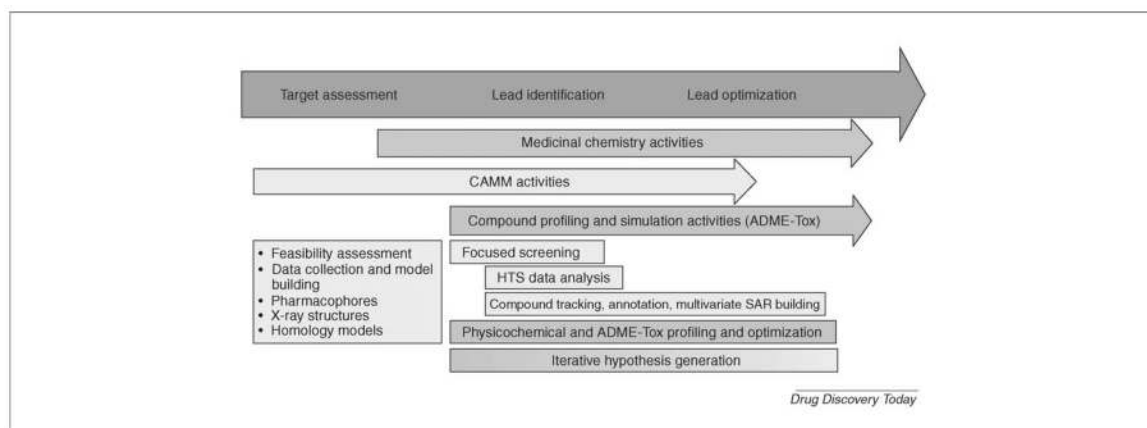 Target assessment Lead identification Lead optimization
Medicinal chemistry activities
CAMM activities
Compound profiling and simulation activities (ADME-Tox)
• Feasibility assessment
• Data collection and model
building
• Pharmacophores
• X-ray structures
• Homology models
Focused screening
HTS data analysis
Compound tracking, annotation, multivariate SAR building
Physicochemical and ADME-Tox profiling and optimization
Iterative hypothesis generation
Drug Discovery Today